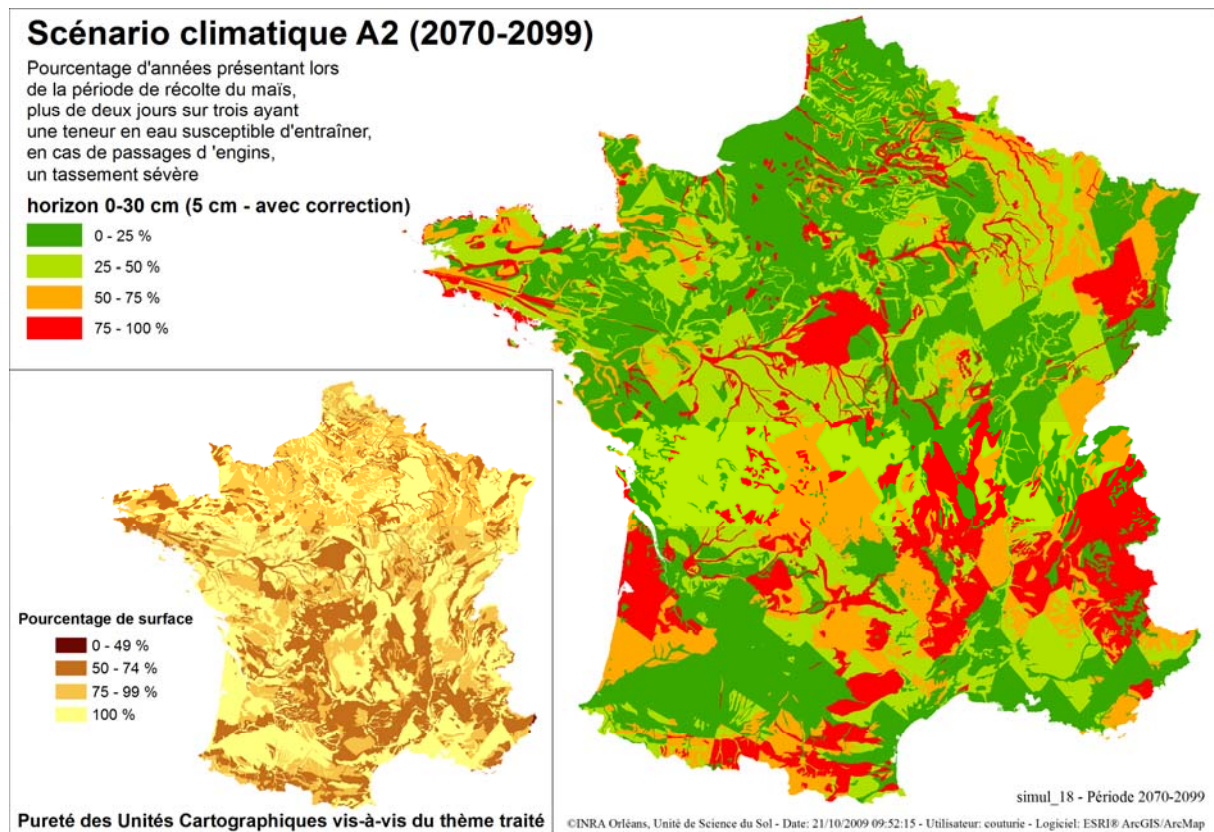 Scénario climatique A2 (2070-2099)
Pourcentage d'années présentant lors
de la période de récolte du maïs,
plus de deux jours sur trois ayant
une teneur en eau susceptible d'entraîner,
en cas de passages d 'engins,
un tassement sévère
horizon 0-30 cm (5 cm - avec correction)
0 - 25 %
25 - 50 %
50 - 75 %
75 - 100 %
Pourcentage de surface
0 - 49 %
50 - 74 %
75 - 99 %
100 %
Pureté des Unités Cartographiques vis-à-vis du thème traité
simul_18 - Période 2070-2099
©INRA Orléans, Unité de Science du Sol - Date: 21/10/2009 09:52:15 - Utilisateur: couturie - Logiciel: ESRI® ArcGIS/ArcMap